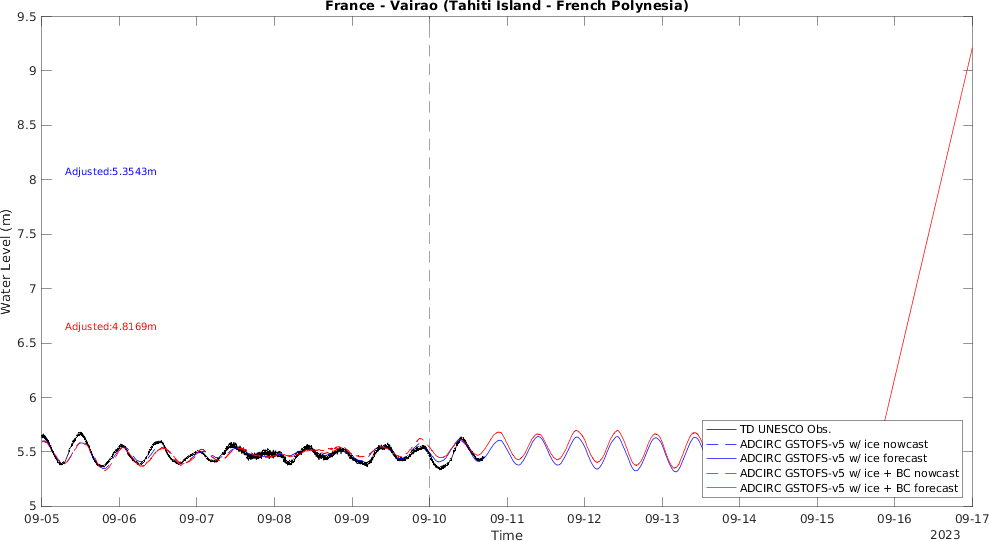 France - Vairao (Tahiti Island - French Polynesia)
9.5
9
8.5
8
7.5
7
6.5
6
5.5
5
Water Level (m)
Adjusted:5.3543m
Adjusted:4.8169m
TD UNESCO Obs.
ADCIRC GSTOFS-v5 w/ ice nowcast
ADCIRC GSTOFS-v5 w/ ice forecast
ADCIRC GSTOFS-v5 w/ ice + BC nowcast
ADCIRC GSTOFS-v5 w/ ice + BC forecast
09-05 09-06 09-07 09-08 09-09 09-10 09-11 09-12 09-13 09-14 09-15 09-16 09-17
Time
2023